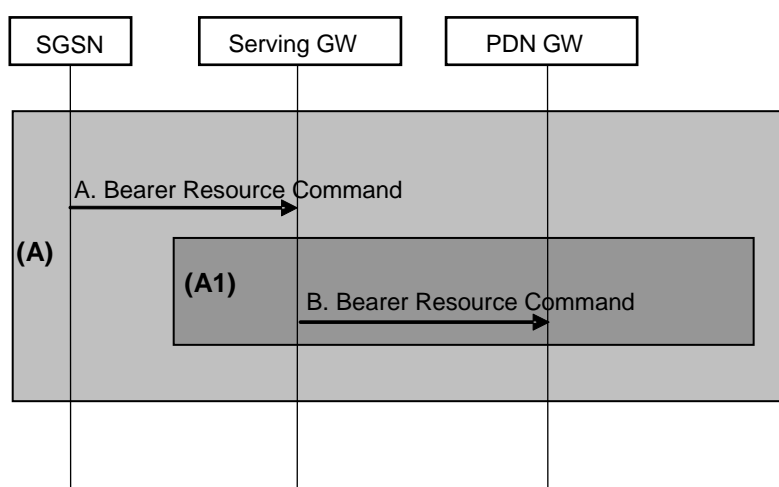 SGSN
Serving GW
PDN GW
A. Bearer Resource Command
(A)
(A1)
B. Bearer Resource Command